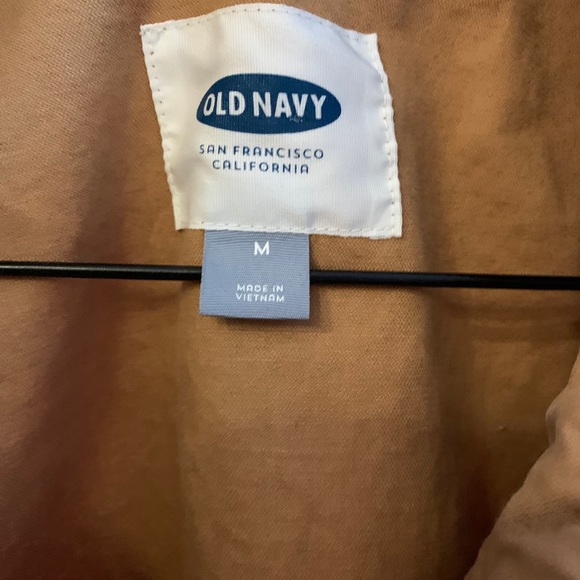 OLD NAVY
SAN FRANCISCO
CALIFORNIA
M
MADE IN
VIETNAM